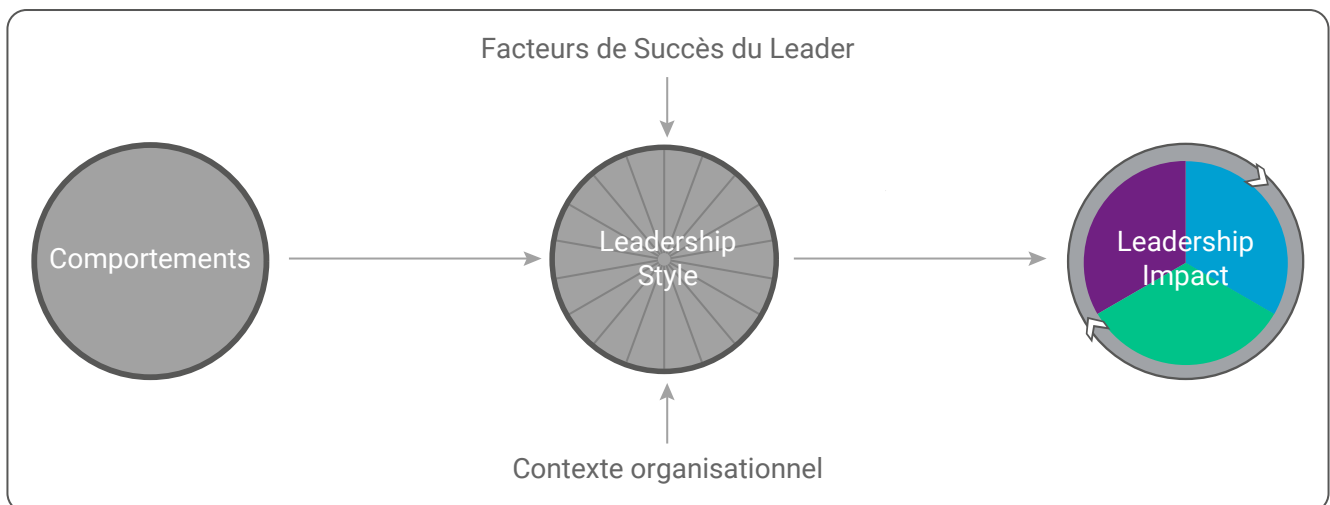 Facteurs de Succès du Leader
Comportements
Leadership
Style
Leadership
Impact
Contexte organisationnel